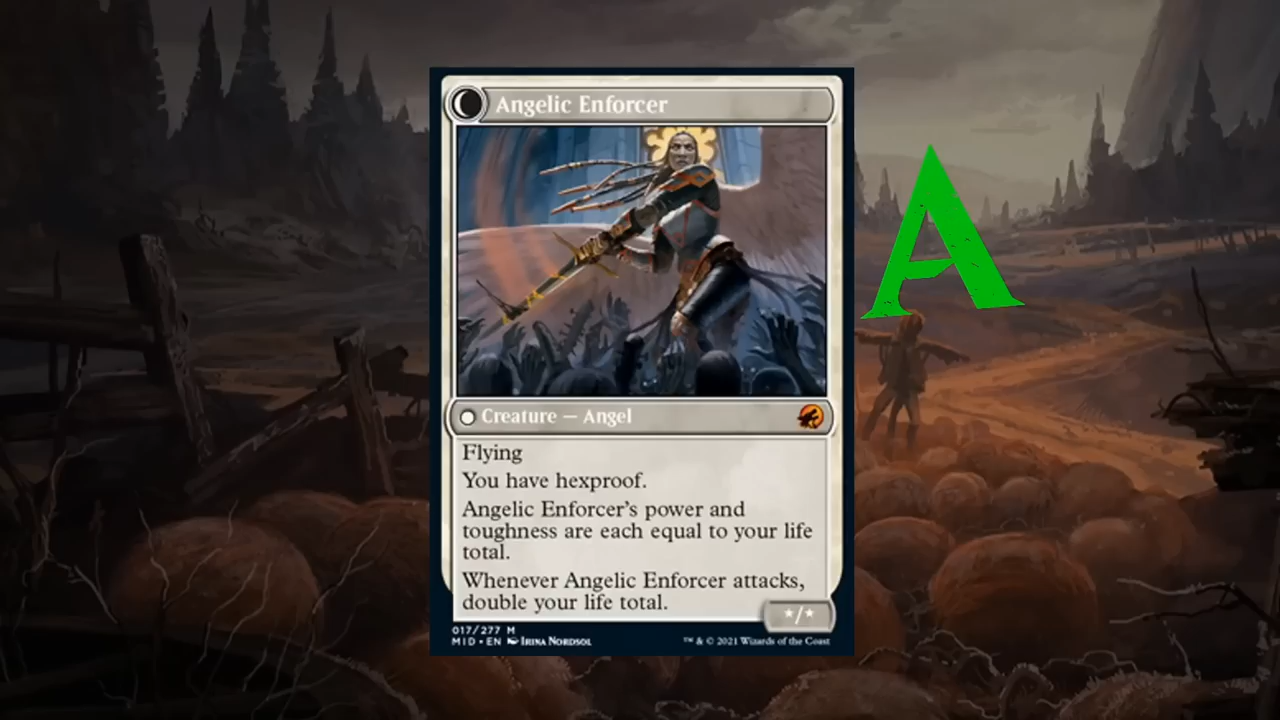 Angelic Enforcer
A
Creature — Angel
Flying
You have hexproof.
Angelic Enforcer's power and
toughness are each equal to your life
total.
Whenever Angelic Enforcer attacks,
double your life total.
*/*
017/277 M
MID • EN Irina Nordsol
™ & © 2021 Wizards of the Coast